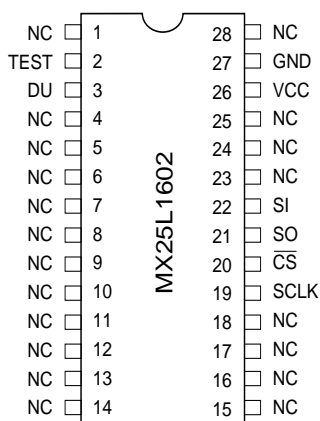 NC 1 28 NC
TEST 2 27 GND
DU 3 26 VCC
NC 4 25 NC
NC 5 24 NC
NC 6 23 NC
NC 7 22 SI
NC 8 21 SO
NC 9 20 C̅S̅
NC 10 19 SCLK
NC 11 18 NC
NC 12 17 NC
NC 13 16 NC
NC 14 15 NC
MX25L1602